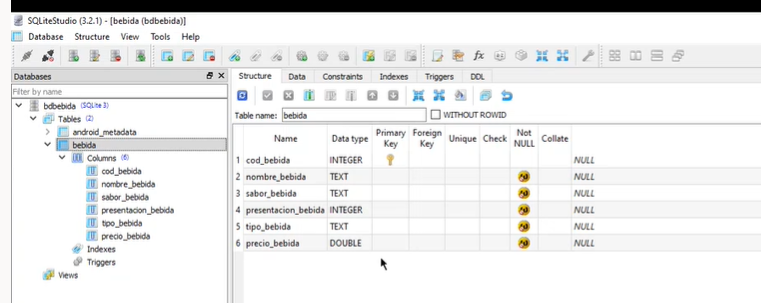 SQLiteStudio (3.2.1) - [bebida (bdbebida)]
Database Structure View Tools Help
Databases
Filter by name
bdbebida (SQLite 3)
Tables (2)
android_metadata
bebida
Columns (6)
cod_bebida
nombre_bebida
sabor_bebida
presentacion_bebida
tipo_bebida
precio_bebida
Indexes
Triggers
Views
Structure Data Constraints Indexes Triggers DDL
Table name: bebida WITHOUT ROWID
Name Data type Primary Key Foreign Key Unique Check Not NULL Collate
1 cod_bebida INTEGER NULL
2 nombre_bebida TEXT NULL
3 sabor_bebida TEXT NULL
4 presentacion_bebida INTEGER NULL
5 tipo_bebida TEXT NULL
6 precio_bebida DOUBLE NULL